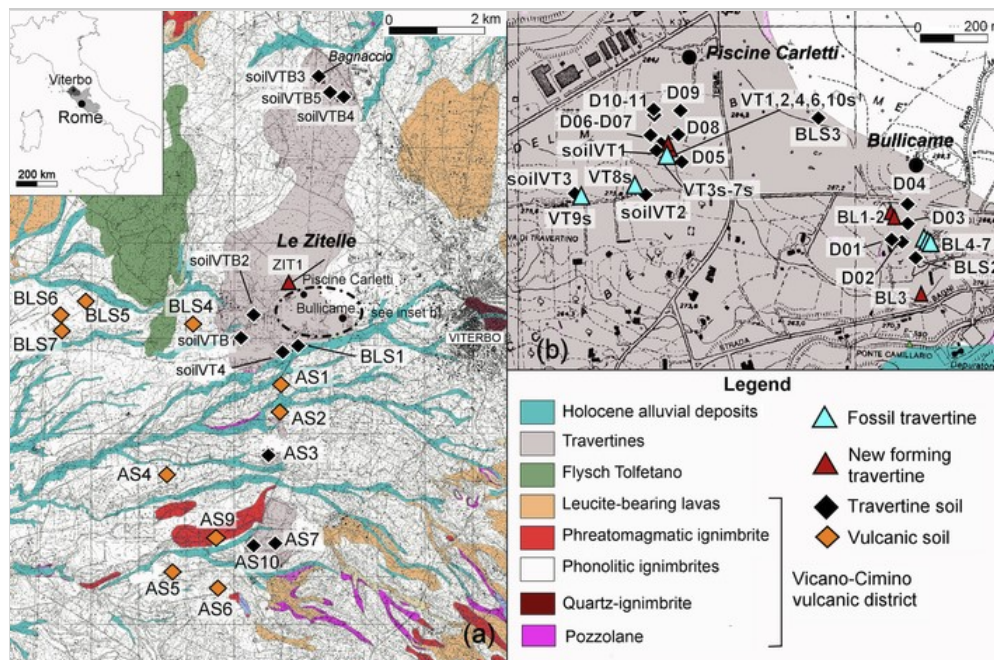 0 2 km
Viterbo
Rome
200 km
Bagnaccio
soilVTB3
soilVTB5
soilVTB4
Le Zitelle
soilVTB2
ZIT1
Piscine Carletti
Bullicame
see inset b)
VITERBO
BLS6
BLS5
BLS4
BLS7
soilVTB
BLS1
soilVT4
AS1
AS2
AS3
AS4
AS9
AS7
AS10
AS5
AS6
(a)
(b)
0 200 m
Piscine Carletti
D10-11
D09
VT1,2,4,6,10s
D06-D07
D08
BLS3
Bullicame
soilVT1
D05
soilVT3
VT8s
VT3s-7s
D04
VT9s
soilVT2
BL1-2
D03
D01
BL4-7
D02
BLS2
BL3
STRADA
BAGNI
PONTE CAMILLARIO
Legend
Holocene alluvial deposits
Travertines
Flysch Tolfetano
Leucite-bearing lavas
Phreatomagmatic ignimbrite
Phonolitic ignimbrites
Quartz-ignimbrite
Pozzolane
Vicano-Cimino
vulcanic district
Fossil travertine
New forming
travertine
Travertine soil
Vulcanic soil